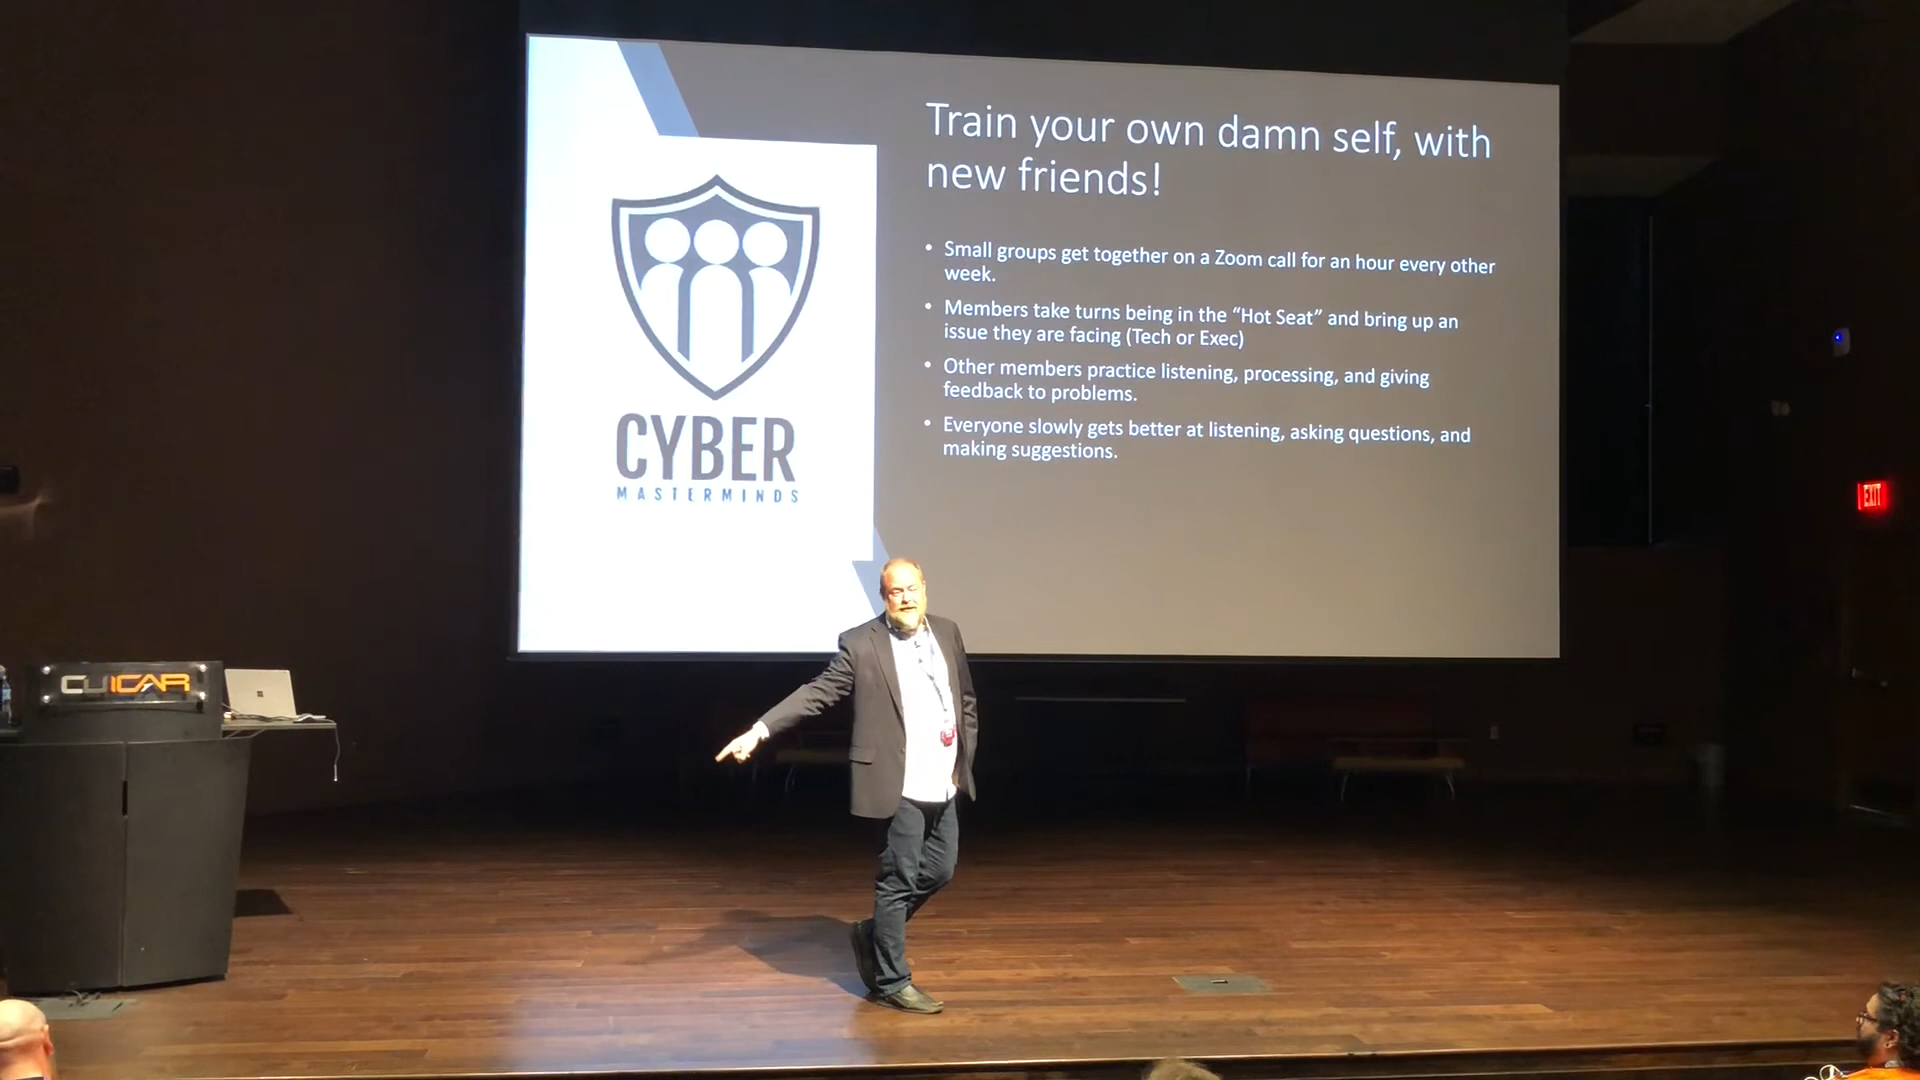 Train your own damn self, with
new friends!
• Small groups get together on a Zoom call for an hour every other
week.
• Members take turns being in the “Hot Seat” and bring up an
issue they are facing (Tech or Exec)
• Other members practice listening, processing, and giving
feedback to problems.
• Everyone slowly gets better at listening, asking questions, and
making suggestions.
CYBER
MASTERMINDS
CUICAR
EXIT